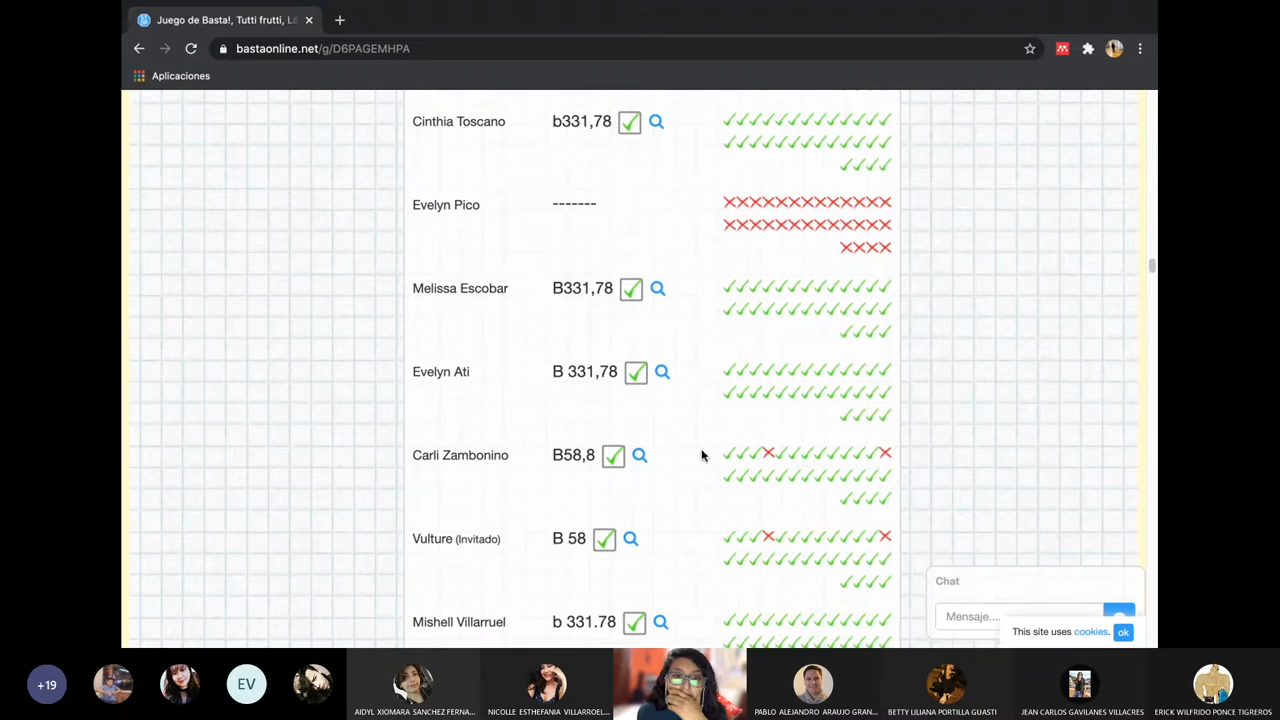 Juego de Basta!, Tutti frutti, Lá
bastaonline.net/g/D6PAGEMHPA
Aplicaciones
Cinthia Toscano b331,78
Evelyn Pico -------
Melissa Escobar B331,78
Evelyn Ati B 331,78
Carli Zambonino B58,8
Vulture (Invitado) B 58
Mishell Villarruel b 331.78
Chat
Mensaje....
This site uses cookies. ok
+19
EV
AIDYL XIOMARA SANCHEZ FERNA...
NICOLLE ESTHEFANIA VILLARROEL...
PABLO ALEJANDRO ARAUJO GRAN...
BETTY LILIANA PORTILLA GUASTI
JEAN CARLOS GAVILANES VILLACRES
ERICK WILFRIDO PONCE TIGREROS